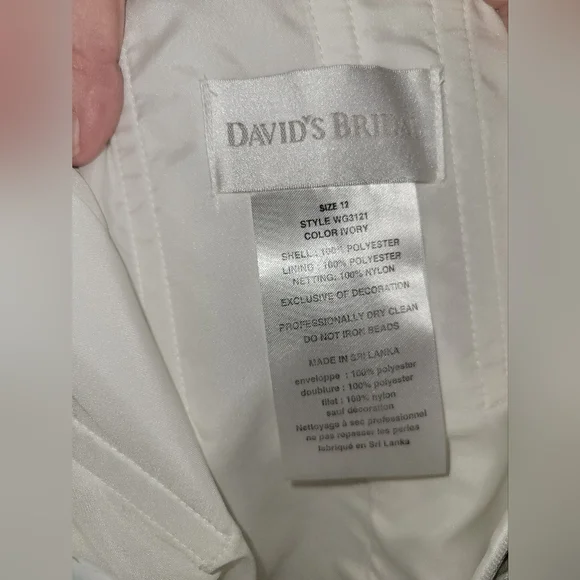 DAVID'S BRIDAL
SIZE 12
STYLE WG3121
COLOR IVORY
SHELL : 100% POLYESTER
LINING : 100% POLYESTER
NETTING: 100% NYLON
EXCLUSIVE OF DECORATION
PROFESSIONALLY DRY CLEAN
DO NOT IRON BEADS
MADE IN SRI LANKA
enveloppe : 100% polyester
doublure : 100% polyester
filet : 100% nylon
sauf décoration
Nettoyage à sec professionnel
ne pas repasser les perles
fabriqué en Sri Lanka